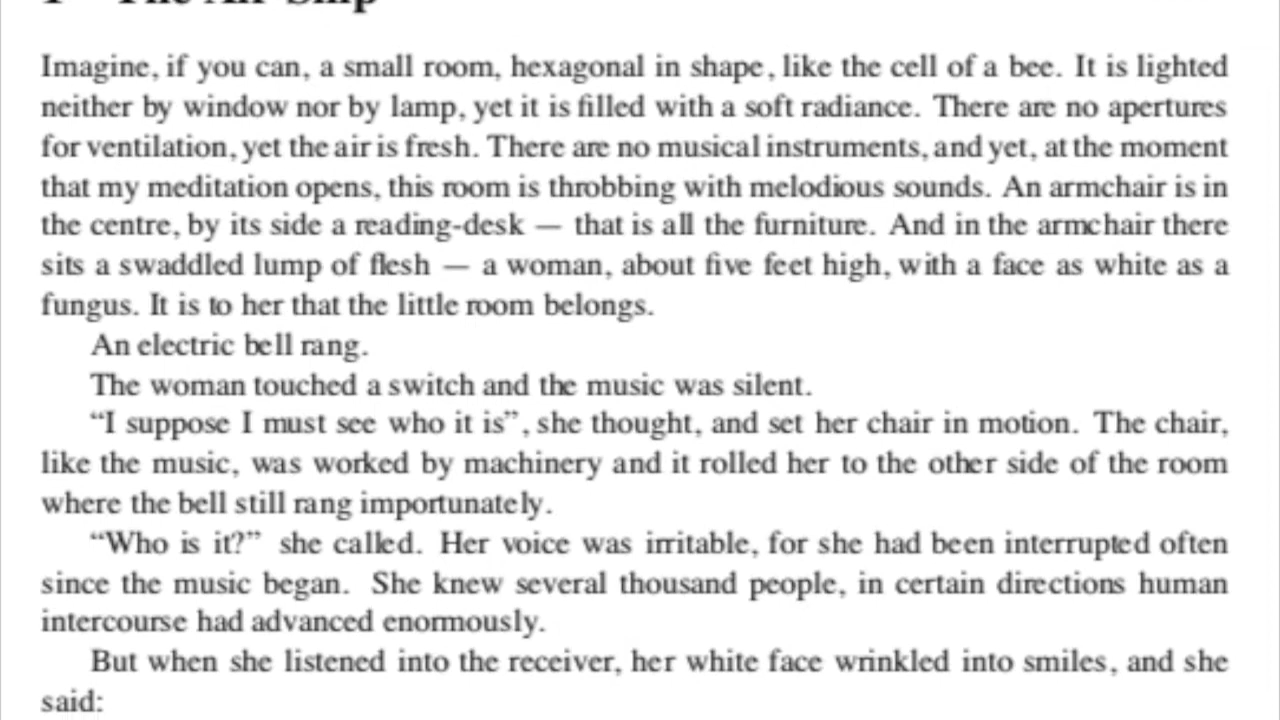 1 The Air-Ship
Imagine, if you can, a small room, hexagonal in shape, like the cell of a bee. It is lighted
neither by window nor by lamp, yet it is filled with a soft radiance. There are no apertures
for ventilation, yet the air is fresh. There are no musical instruments, and yet, at the moment
that my meditation opens, this room is throbbing with melodious sounds. An armchair is in
the centre, by its side a reading-desk — that is all the furniture. And in the armchair there
sits a swaddled lump of flesh — a woman, about five feet high, with a face as white as a
fungus. It is to her that the little room belongs.
An electric bell rang.
The woman touched a switch and the music was silent.
“I suppose I must see who it is”, she thought, and set her chair in motion. The chair,
like the music, was worked by machinery and it rolled her to the other side of the room
where the bell still rang importunately.
“Who is it?” she called. Her voice was irritable, for she had been interrupted often
since the music began. She knew several thousand people, in certain directions human
intercourse had advanced enormously.
But when she listened into the receiver, her white face wrinkled into smiles, and she
said: